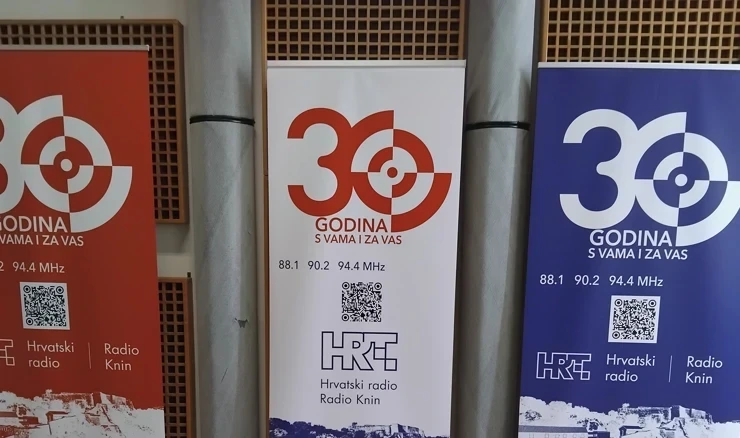 30
GODINA
S VAMA I ZA VAS
94.4 MHz
Hrvatski
radio
Radio
Knin
30
GODINA
S VAMA I ZA VAS
88.1 90.2 94.4 MHz
HRT
Hrvatski radio
Radio Knin
30
GODINA
S VAMA I ZA VAS
88.1 90.2 94.4 MHz
HRT
Hrvatski
radio
Radio
Knin